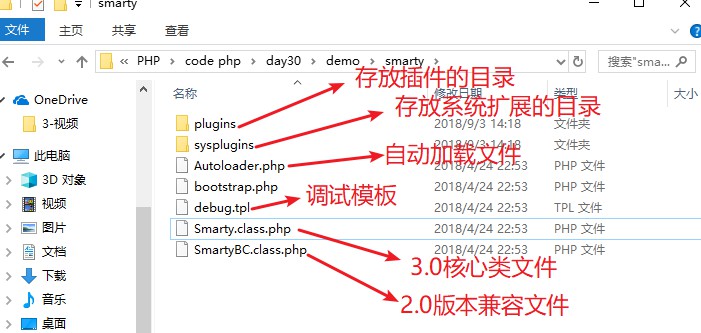 smarty
文件
主页
共享
查看
« PHP › code php › day30 › demo › smarty
搜索"sma...
存放插件的目录
名称
修改日期
类型
大小
OneDrive
3-视频
存放系统扩展的目录
plugins
2018/9/3 14:18
文件夹
sysplugins
2018/9/3 14:18
文件夹
此电脑
Autoloader.php
自动加载文件
2018/4/24 22:53
PHP 文件
3D 对象
bootstrap.php
2018/4/24 22:53
PHP 文件
视频
debug.tpl
调试模板
2018/4/24 22:53
TPL 文件
图片
Smarty.class.php
2018/4/24 22:53
PHP 文件
文档
SmartyBC.class.php
2018/4/24 22:53
PHP 文件
3.0核心类文件
下载
音乐
2.0版本兼容文件
桌面